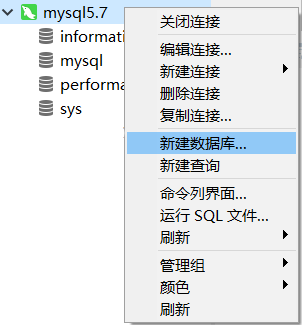 mysql5.7
informati
mysql
performa
sys
关闭连接
编辑连接...
新建连接
删除连接
复制连接...
新建数据库...
新建查询
命令列界面...
运行 SQL 文件...
刷新
管理组
颜色
刷新